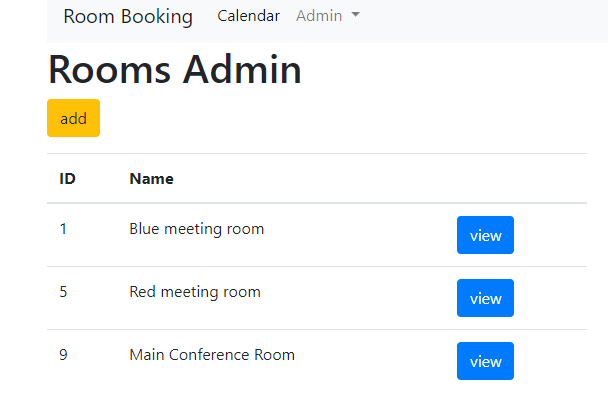 Room Booking Calendar Admin
Rooms Admin
add
ID Name
1 Blue meeting room view
5 Red meeting room view
9 Main Conference Room view